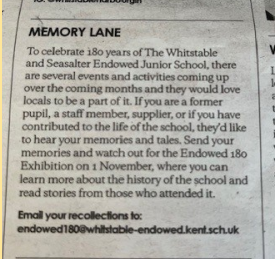 MEMORY LANE
To celebrate 180 years of The Whitstable
and Seasalter Endowed Junior School, there
are several events and activities coming up
over the coming months and they would love
locals to be a part of it. If you are a former
pupil, a staff member, supplier, or if you have
contributed to the life of the school, they'd like
to hear your memories and tales. Send your
memories and watch out for the Endowed 180
Exhibition on 1 November, where you can
learn more about the history of the school and
read stories from those who attended it.
Email your recollections to:
endowed180@whitstable-endowed.kent.sch.uk